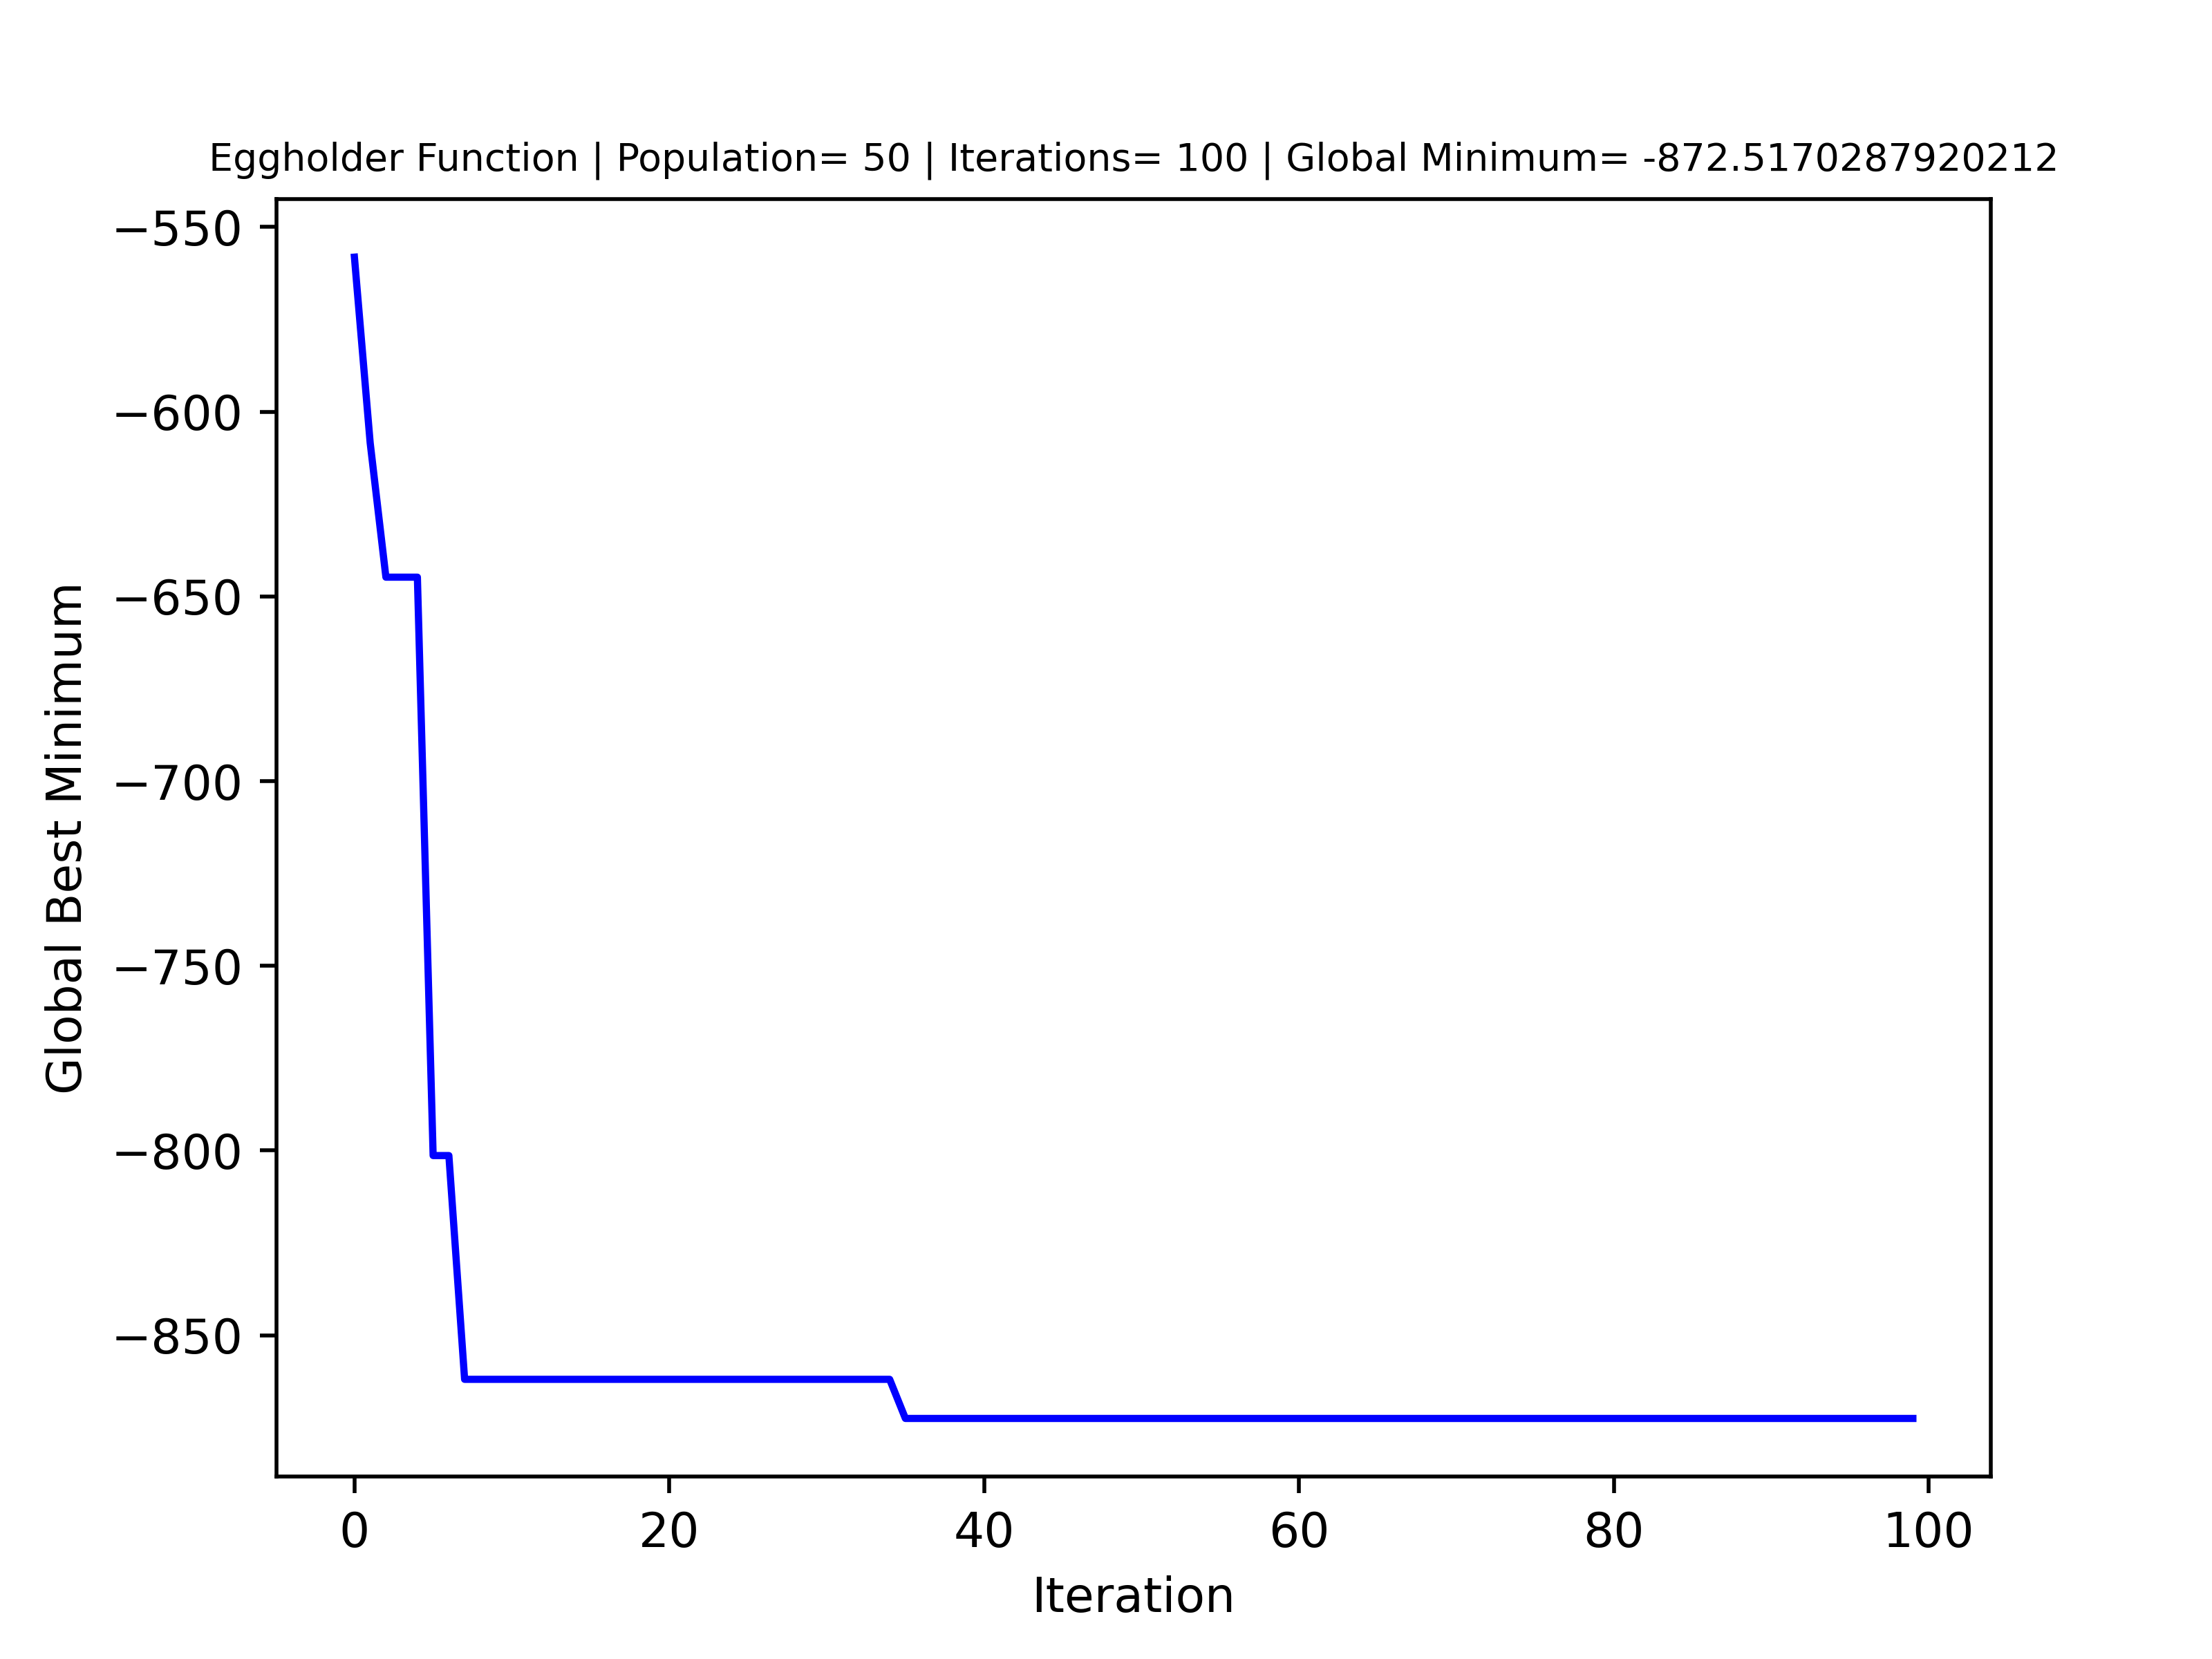 Eggholder Function | Population= 50 | Iterations= 100 | Global Minimum= -872.5170287920212
−550
−600
−650
−700
−750
−800
−850
Global Best Minimum
0 20 40 60 80 100
Iteration